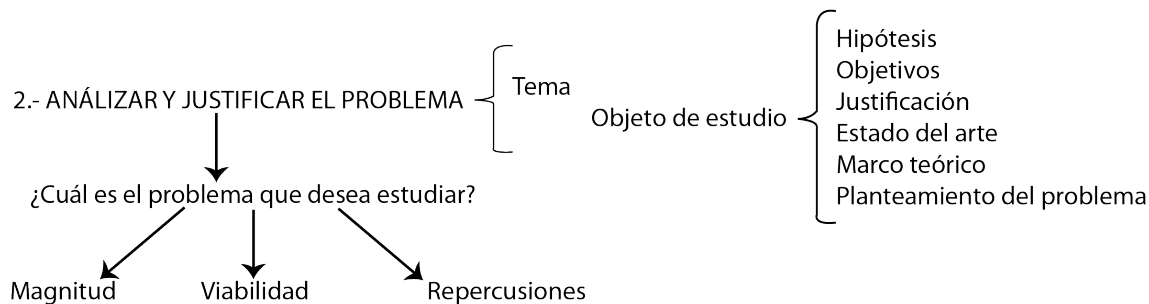 2.- ANÁLIZAR Y JUSTIFICAR EL PROBLEMA
Tema
Objeto de estudio
Hipótesis
Objetivos
Justificación
Estado del arte
Marco teórico
Planteamiento del problema
¿Cuál es el problema que desea estudiar?
Magnitud
Viabilidad
Repercusiones